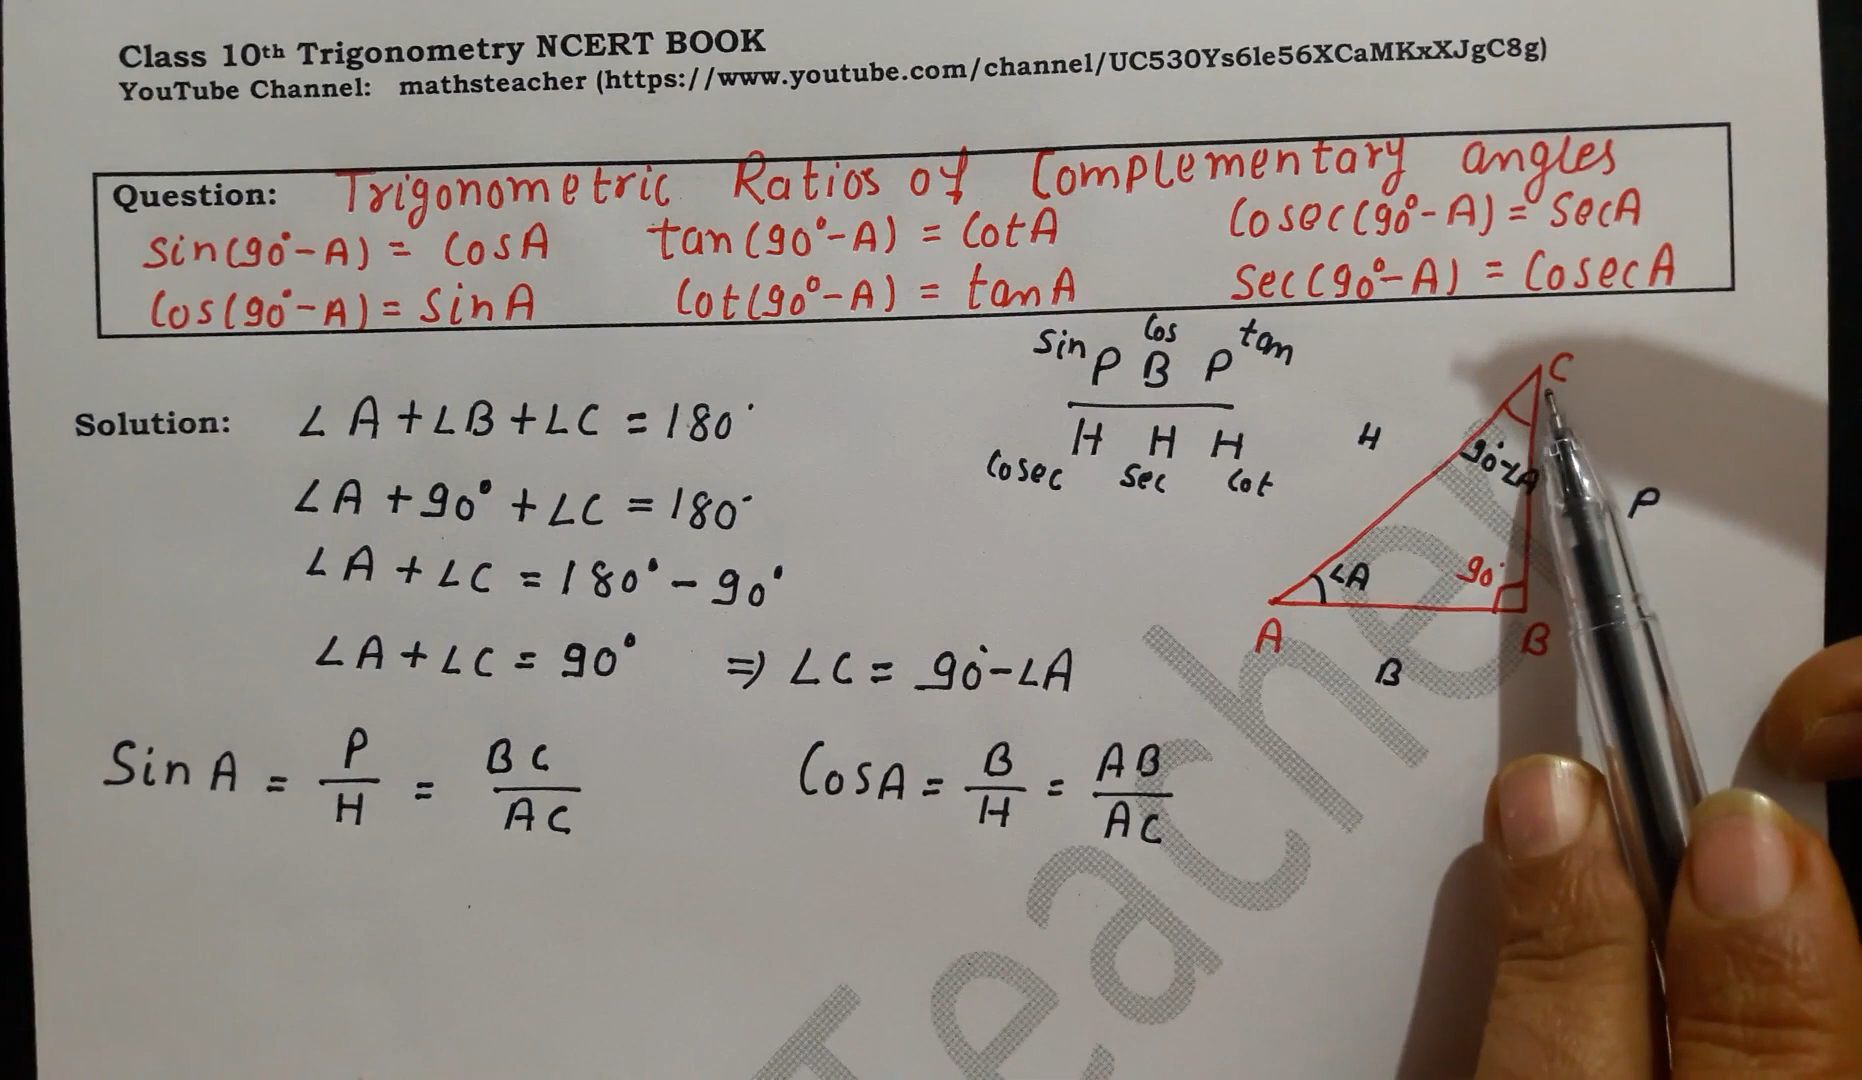 Class 10th Trigonometry NCERT BOOK
YouTube Channel: mathsteacher (https://www.youtube.com/channel/UC530Ys6le56XCaMKxXJgC8g)
Question: Trigonometric Ratios of Complementary angles
sin(90°-A) = cosA tan(90°-A) = cotA Cosec(90°-A) = SecA
Cos(90°-A) = SinA Cot(90°-A) = tanA Sec(90°-A) = CosecA
Sin Cos tan
P B P
H H H
Cosec Sec Cot
Solution: ∠A+∠B+∠C = 180°
∠A+90°+∠C = 180°
∠A+∠C = 180°-90°
∠A+∠C = 90° ⇒ ∠C = 90°-∠A
C
H
90°-∠A
P
∠A 90°
A B
B
SinA = P/H = BC/AC CosA = B/H = AB/AC
Teacher